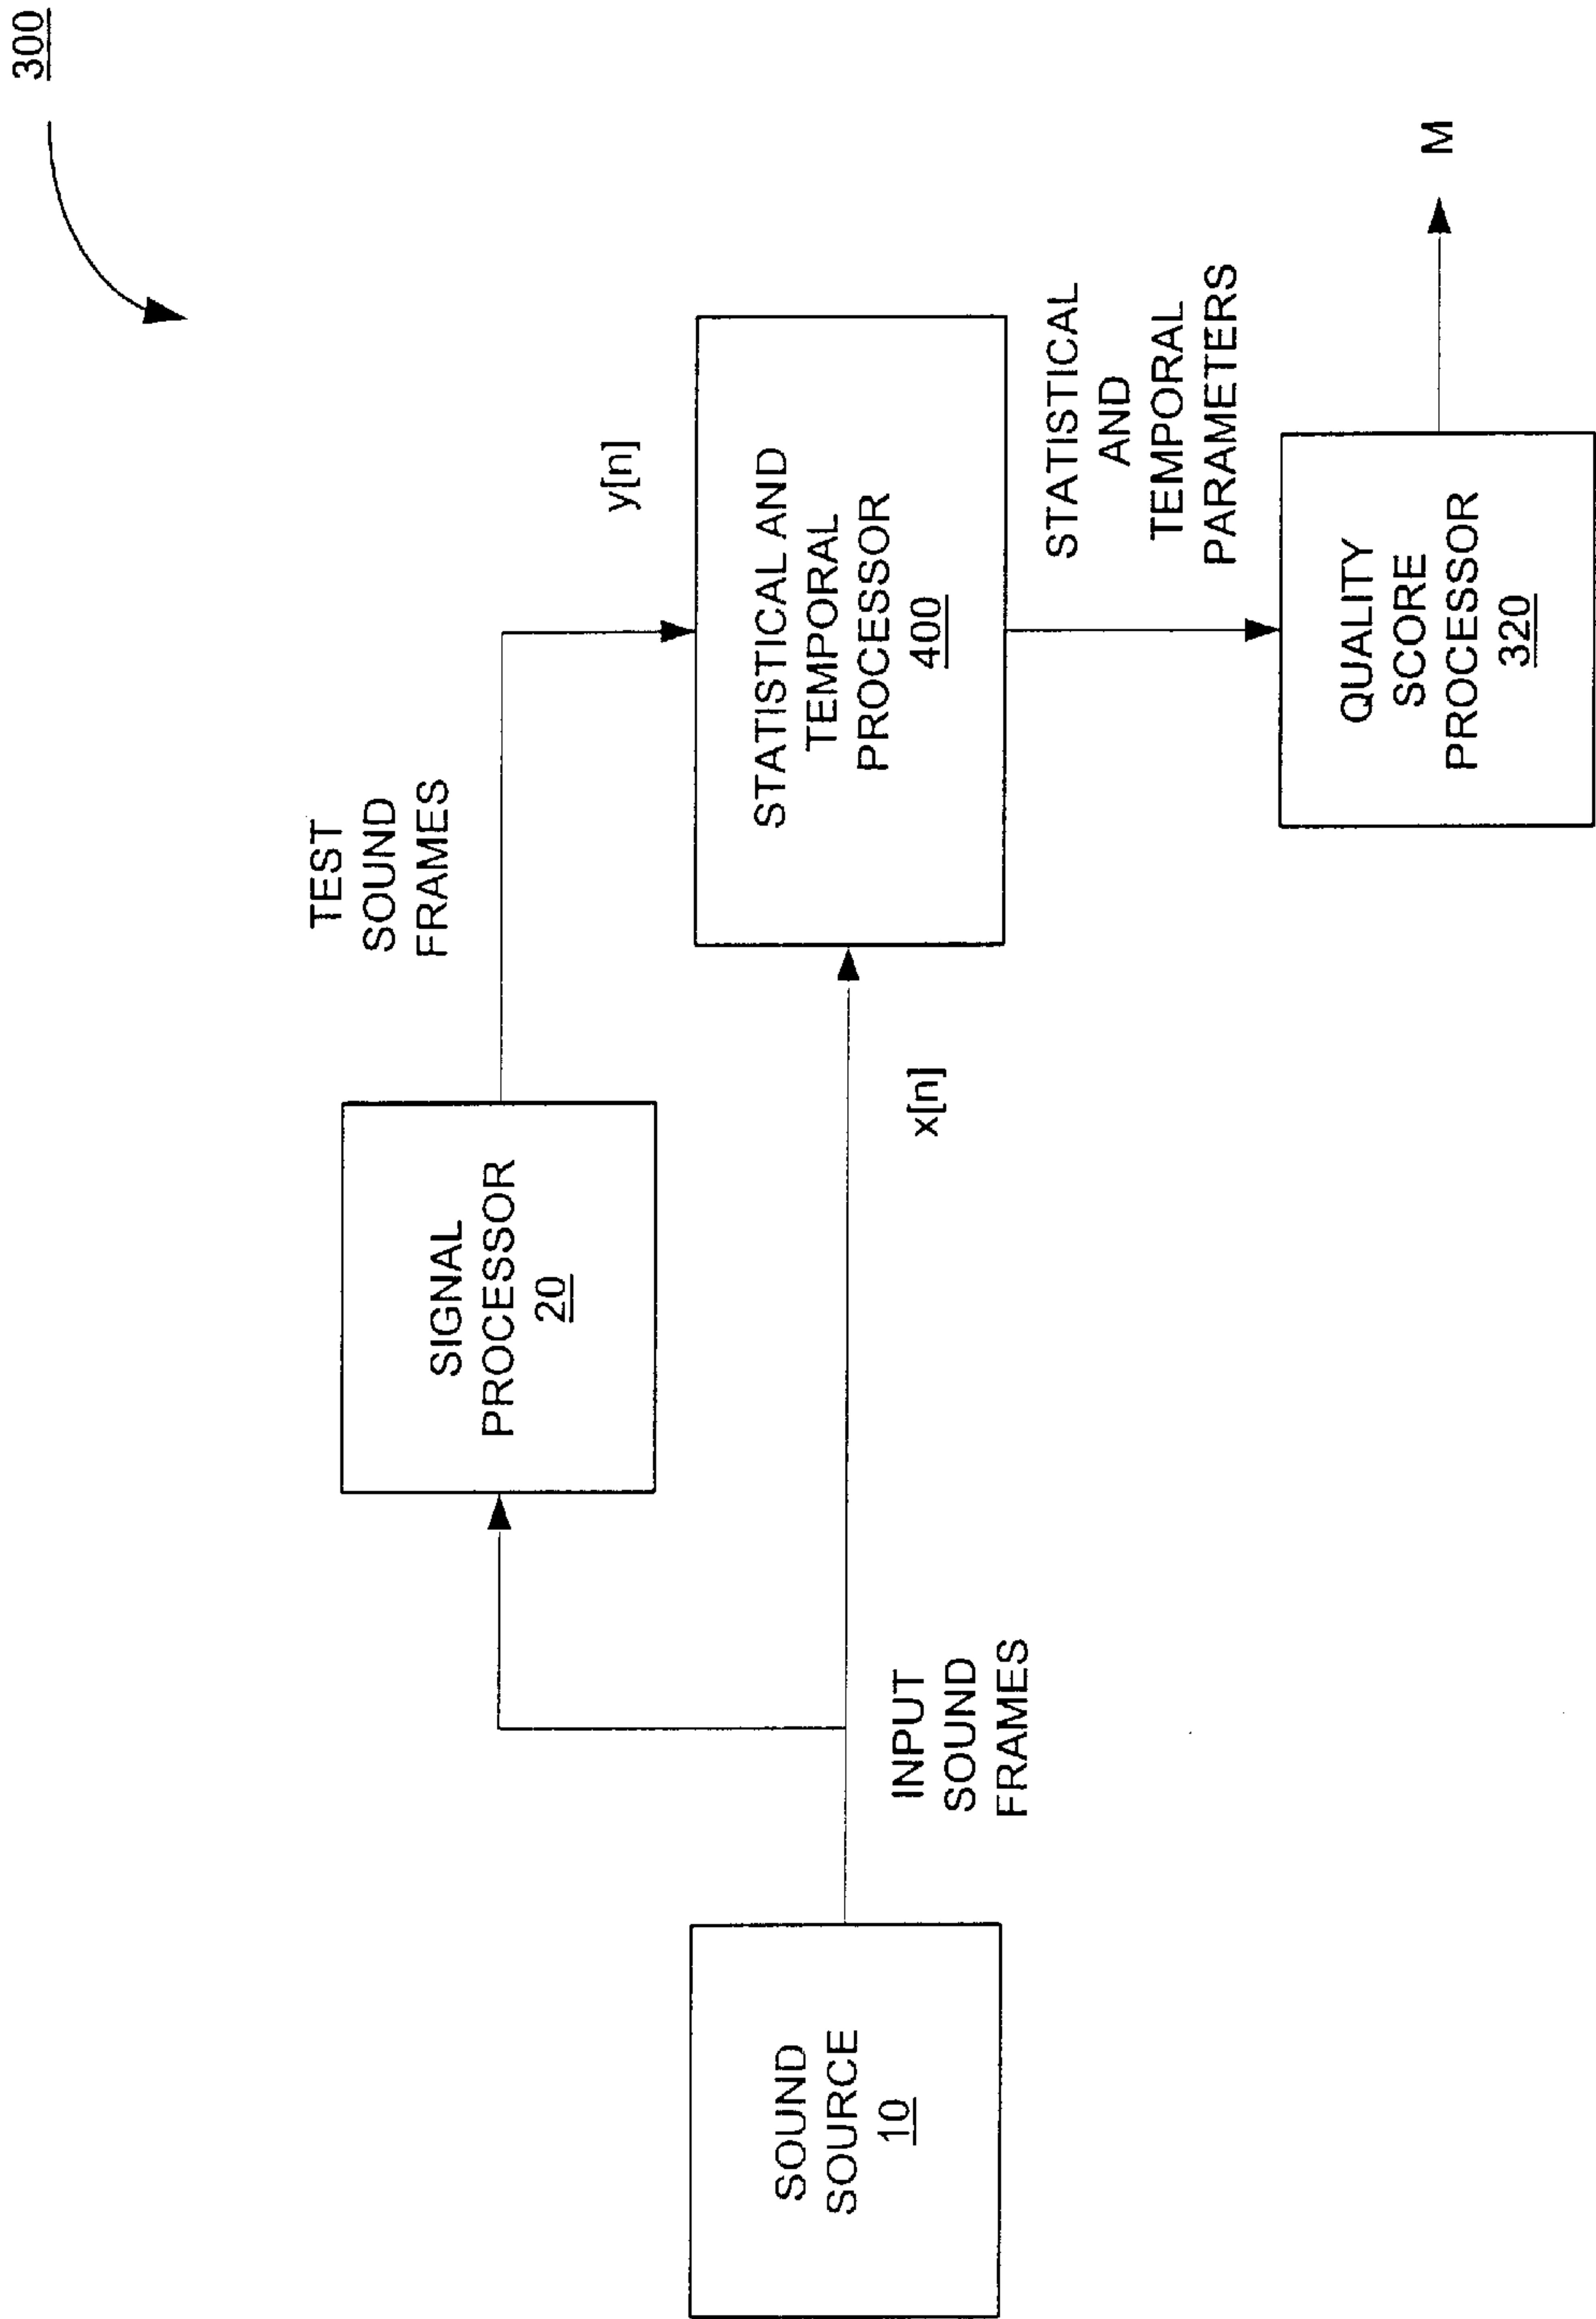 300
TEST
SOUND
FRAMES
SIGNAL
PROCESSOR
20
y[n]
SOUND
SOURCE
10
INPUT
SOUND
FRAMES
x[n]
STATISTICAL AND
TEMPORAL
PROCESSOR
400
STATISTICAL
AND
TEMPORAL
PARAMETERS
QUALITY
SCORE
PROCESSOR
320
M